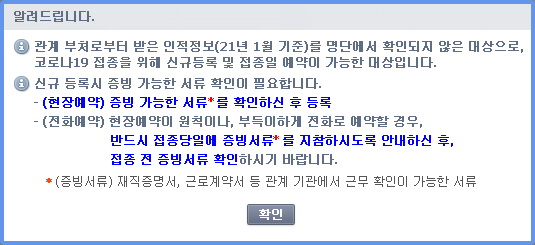 알려드립니다.
관계 부처로부터 받은 인적정보(21년 1월 기준)를 명단에서 확인되지 않은 대상으로,
코로나19 접종을 위해 신규등록 및 접종일 예약이 가능한 대상입니다.
신규 등록시 증빙 가능한 서류 확인이 필요합니다.
- (현장예약) 증빙 가능한 서류*를 확인하신 후 등록
- (전화예약) 현장예약이 원칙이나, 부득이하게 전화로 예약할 경우,
반드시 접종당일에 증빙서류*를 지참하시도록 안내하신 후,
접종 전 증빙서류 확인하시기 바랍니다.
* (증빙서류) 재직증명서, 근로계약서 등 관계 기관에서 근무 확인이 가능한 서류
확인